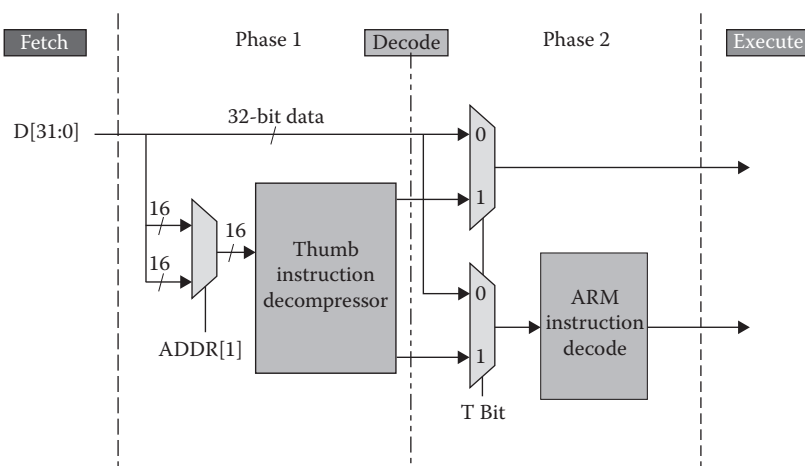 Fetch
Phase 1
Decode
Phase 2
Execute
D[31:0]
32-bit data
0
1
16
16
16
Thumb
instruction
decompressor
ADDR[1]
0
1
ARM
instruction
decode
T Bit